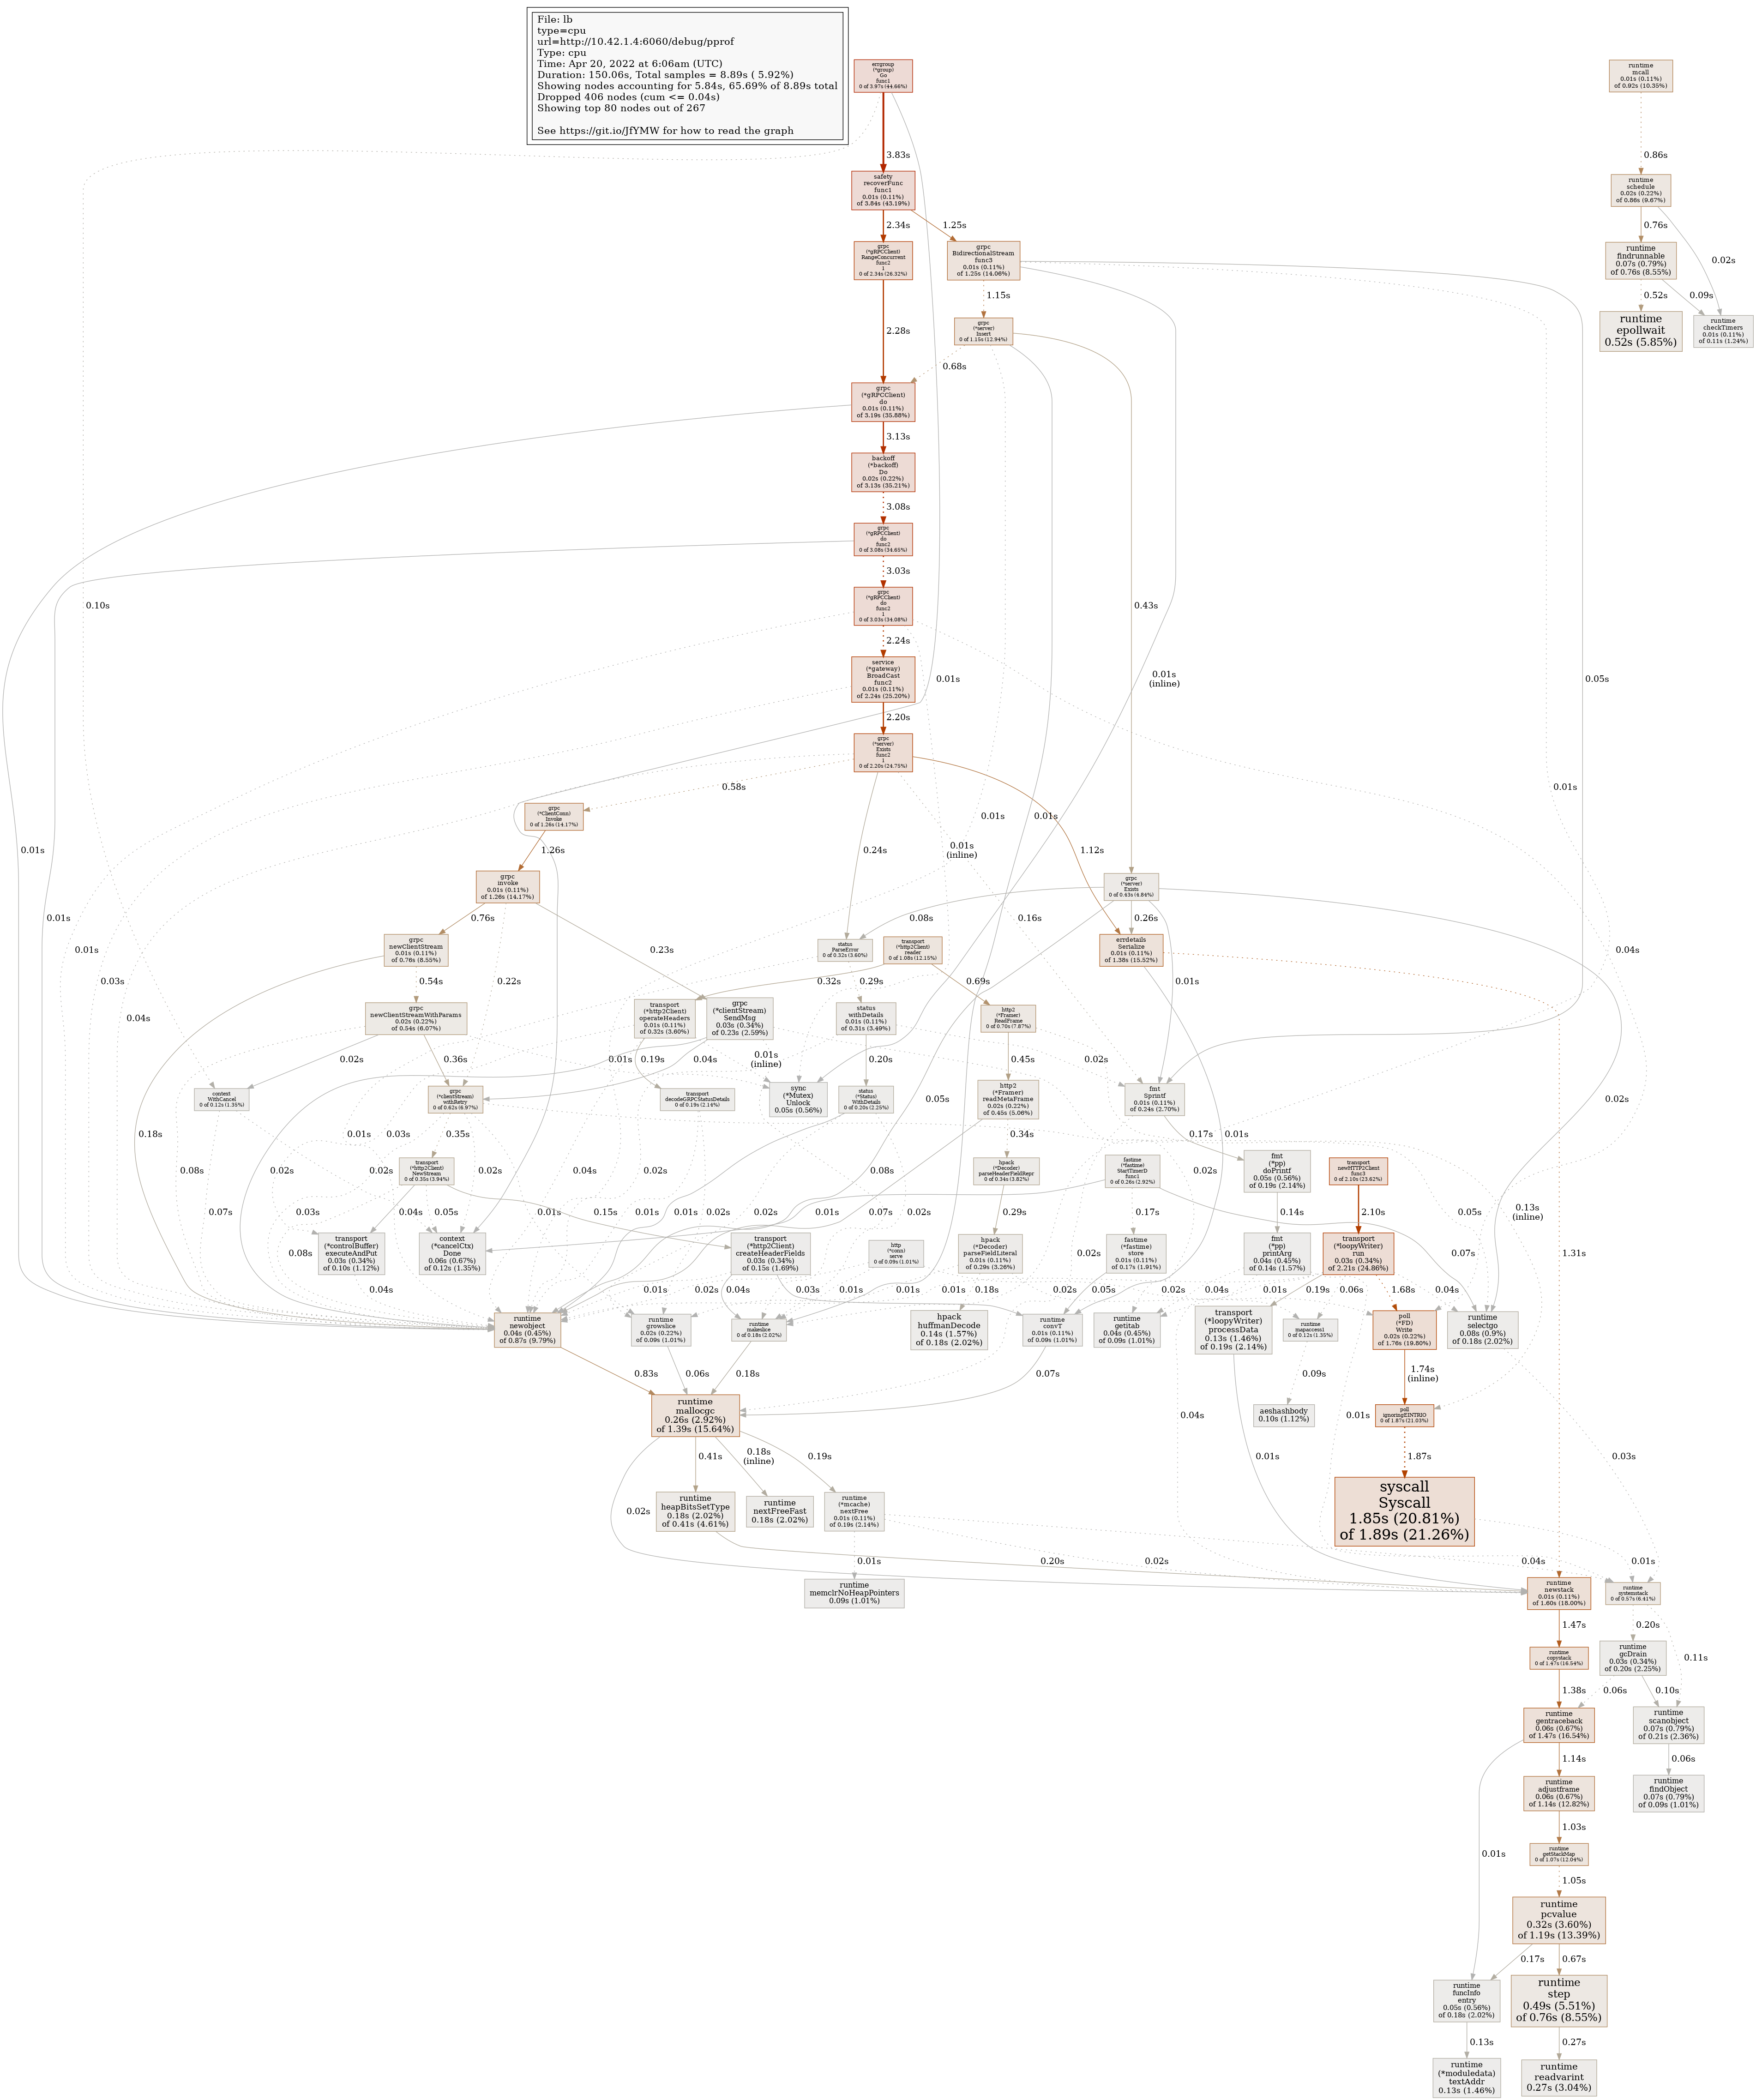 File: lb
type=cpu
url=http://10.42.1.4:6060/debug/pprof
Type: cpu
Time: Apr 20, 2022 at 6:06am (UTC)
Duration: 150.06s, Total samples = 8.89s ( 5.92%)
Showing nodes accounting for 5.84s, 65.69% of 8.89s total
Dropped 406 nodes (cum <= 0.04s)
Showing top 80 nodes out of 267
See https://git.io/JfYMW for how to read the graph
errgroup
(*group)
Go
func1
0 of 3.97s (44.66%)
runtime
mcall
0.01s (0.11%)
of 0.92s (10.35%)
3.83s
0.86s
safety
recoverFunc
func1
0.01s (0.11%)
of 3.84s (43.19%)
runtime
schedule
0.02s (0.22%)
of 0.86s (9.67%)
2.34s
1.25s
0.76s
0.02s
grpc
(*gRPCClient)
RangeConcurrent
func2
1
0 of 2.34s (26.32%)
grpc
BidirectionalStream
func3
0.01s (0.11%)
of 1.25s (14.06%)
runtime
findrunnable
0.07s (0.79%)
of 0.76s (8.55%)
1.15s
0.52s
0.09s
grpc
(*server)
Insert
0 of 1.15s (12.94%)
runtime
epollwait
0.52s (5.85%)
runtime
checkTimers
0.01s (0.11%)
of 0.11s (1.24%)
2.28s
0.68s
grpc
(*gRPCClient)
do
0.01s (0.11%)
of 3.19s (35.88%)
3.13s
backoff
(*backoff)
Do
0.02s (0.22%)
of 3.13s (35.21%)
3.08s
grpc
(*gRPCClient)
do
func2
0 of 3.08s (34.65%)
3.03s
grpc
(*gRPCClient)
do
func2
1
0 of 3.03s (34.08%)
0.10s
0.43s
2.24s
service
(*gateway)
BroadCast
func2
0.01s (0.11%)
of 2.24s (25.20%)
0.01s
0.01s
(inline)
0.05s
2.20s
grpc
(*server)
Exists
func2
1
0 of 2.20s (24.75%)
0.58s
0.01s
0.01s
0.01s
grpc
(*ClientConn)
Invoke
0 of 1.26s (14.17%)
0.01s
1.26s
0.24s
0.01s
(inline)
1.12s
grpc
invoke
0.01s (0.11%)
of 1.26s (14.17%)
grpc
(*server)
Exists
0 of 0.43s (4.84%)
0.01s
0.76s
0.08s
0.16s
0.26s
0.01s
0.03s
0.23s
0.04s
grpc
newClientStream
0.01s (0.11%)
of 0.76s (8.55%)
status
ParseError
0 of 0.32s (3.60%)
transport
(*http2Client)
reader
0 of 1.08s (12.15%)
errdetails
Serialize
0.01s (0.11%)
of 1.38s (15.52%)
0.01s
0.54s
0.22s
0.32s
0.29s
0.69s
0.01s
grpc
newClientStreamWithParams
0.02s (0.22%)
of 0.54s (6.07%)
transport
(*http2Client)
operateHeaders
0.01s (0.11%)
of 0.32s (3.60%)
grpc
(*clientStream)
SendMsg
0.03s (0.34%)
of 0.23s (2.59%)
status
withDetails
0.01s (0.11%)
of 0.31s (3.49%)
http2
(*Framer)
ReadFrame
0 of 0.70s (7.87%)
0.04s
0.02s
0.36s
0.01s
0.19s
0.04s
0.01s
(inline)
0.20s
0.45s
0.02s
context
WithCancel
0 of 0.12s (1.35%)
grpc
(*clientStream)
withRetry
0 of 0.62s (6.97%)
transport
decodeGRPCStatusDetails
0 of 0.19s (2.14%)
sync
(*Mutex)
Unlock
0.05s (0.56%)
status
(*Status)
WithDetails
0 of 0.20s (2.25%)
http2
(*Framer)
readMetaFrame
0.02s (0.22%)
of 0.45s (5.06%)
fmt
Sprintf
0.01s (0.11%)
of 0.24s (2.70%)
0.05s
0.02s
0.18s
0.01s
0.03s
0.35s
0.34s
0.17s
0.01s
0.08s
0.02s
0.02s
0.02s
0.04s
0.02s
0.08s
0.02s
transport
(*http2Client)
NewStream
0 of 0.35s (3.94%)
hpack
(*Decoder)
parseHeaderFieldRepr
0 of 0.34s (3.82%)
fastime
(*fastime)
StartTimerD
func1
0 of 0.26s (2.92%)
fmt
(*pp)
doPrintf
0.05s (0.56%)
of 0.19s (2.14%)
transport
newHTTP2Client
func3
0 of 2.10s (23.62%)
0.07s
0.03s
0.04s
0.05s
0.15s
0.01s
0.01s
0.02s
0.02s
0.01s
0.01s
0.02s
0.07s
0.29s
0.17s
0.14s
2.10s
0.05s
0.13s
(inline)
0.07s
transport
(*controlBuffer)
executeAndPut
0.03s (0.34%)
of 0.10s (1.12%)
context
(*cancelCtx)
Done
0.06s (0.67%)
of 0.12s (1.35%)
transport
(*http2Client)
createHeaderFields
0.03s (0.34%)
of 0.15s (1.69%)
http
(*conn)
serve
0 of 0.09s (1.01%)
hpack
(*Decoder)
parseFieldLiteral
0.01s (0.11%)
of 0.29s (3.26%)
fastime
(*fastime)
store
0.01s (0.11%)
of 0.17s (1.91%)
fmt
(*pp)
printArg
0.04s (0.45%)
of 0.14s (1.57%)
transport
(*loopyWriter)
run
0.03s (0.34%)
of 2.21s (24.86%)
1.31s
0.08s
0.04s
0.02s
0.04s
0.03s
0.01s
0.01s
0.01s
0.18s
0.02s
0.02s
0.05s
0.02s
0.04s
0.01s
0.19s
0.06s
1.68s
0.04s
runtime
newobject
0.04s (0.45%)
of 0.87s (9.79%)
runtime
growslice
0.02s (0.22%)
of 0.09s (1.01%)
runtime
makeslice
0 of 0.18s (2.02%)
hpack
huffmanDecode
0.14s (1.57%)
of 0.18s (2.02%)
runtime
convT
0.01s (0.11%)
of 0.09s (1.01%)
runtime
getitab
0.04s (0.45%)
of 0.09s (1.01%)
transport
(*loopyWriter)
processData
0.13s (1.46%)
of 0.19s (2.14%)
runtime
mapaccess1
0 of 0.12s (1.35%)
poll
(*FD)
Write
0.02s (0.22%)
of 1.76s (19.80%)
runtime
selectgo
0.08s (0.9%)
of 0.18s (2.02%)
0.83s
0.06s
0.18s
0.07s
0.09s
1.74s
(inline)
runtime
mallocgc
0.26s (2.92%)
of 1.39s (15.64%)
aeshashbody
0.10s (1.12%)
poll
ignoringEINTRIO
0 of 1.87s (21.03%)
0.04s
0.01s
0.41s
0.18s
(inline)
0.19s
0.01s
1.87s
0.03s
0.02s
runtime
heapBitsSetType
0.18s (2.02%)
of 0.41s (4.61%)
runtime
nextFreeFast
0.18s (2.02%)
runtime
(*mcache)
nextFree
0.01s (0.11%)
of 0.19s (2.14%)
syscall
Syscall
1.85s (20.81%)
of 1.89s (21.26%)
0.20s
0.01s
0.02s
0.04s
0.01s
runtime
memclrNoHeapPointers
0.09s (1.01%)
runtime
newstack
0.01s (0.11%)
of 1.60s (18.00%)
runtime
systemstack
0 of 0.57s (6.41%)
1.47s
0.20s
0.11s
runtime
copystack
0 of 1.47s (16.54%)
runtime
gcDrain
0.03s (0.34%)
of 0.20s (2.25%)
1.38s
0.06s
0.10s
runtime
gentraceback
0.06s (0.67%)
of 1.47s (16.54%)
runtime
scanobject
0.07s (0.79%)
of 0.21s (2.36%)
1.14s
0.06s
runtime
adjustframe
0.06s (0.67%)
of 1.14s (12.82%)
runtime
findObject
0.07s (0.79%)
of 0.09s (1.01%)
1.03s
0.01s
runtime
getStackMap
0 of 1.07s (12.04%)
1.05s
runtime
pcvalue
0.32s (3.60%)
of 1.19s (13.39%)
0.17s
0.67s
runtime
funcInfo
entry
0.05s (0.56%)
of 0.18s (2.02%)
runtime
step
0.49s (5.51%)
of 0.76s (8.55%)
0.13s
0.27s
runtime
(*moduledata)
textAddr
0.13s (1.46%)
runtime
readvarint
0.27s (3.04%)